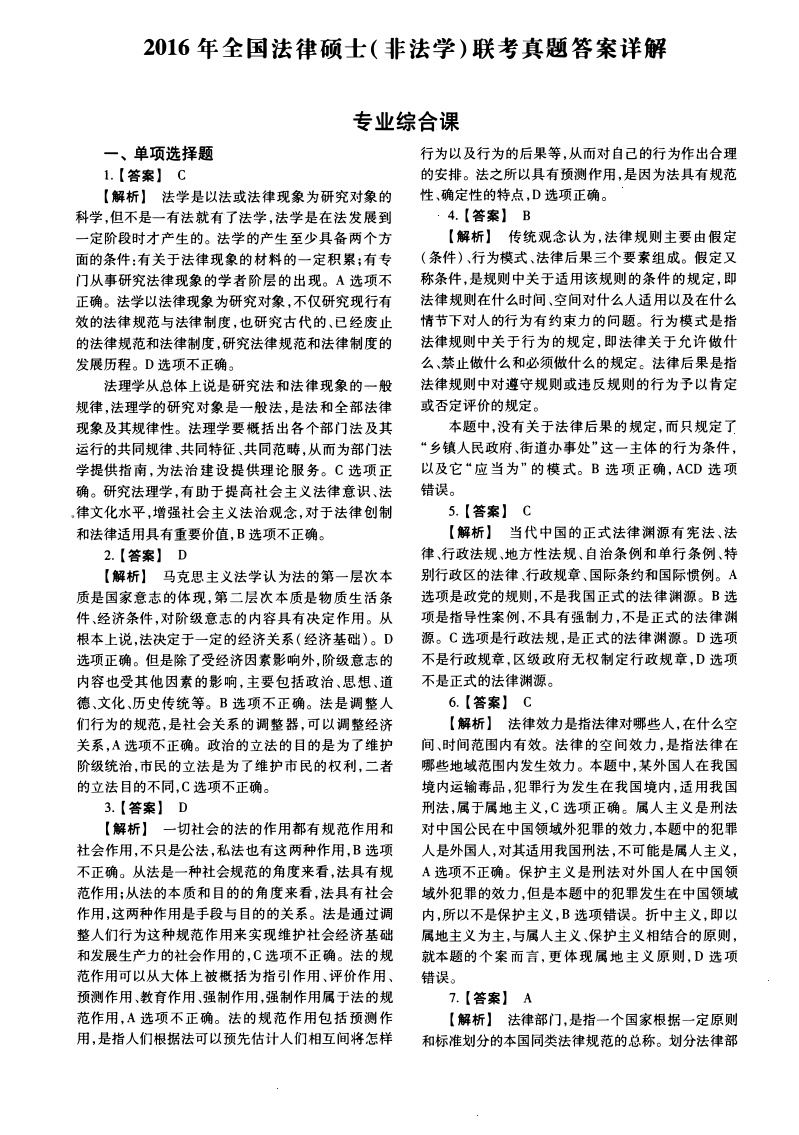 2016 年全国法律硕士(非法学)联考真题答案详解
专业综合课
一、单项选择题
1.【答案】 C
【解析】 法学是以法或法律现象为研究对象的
科学,但不是一有法就有了法学,法学是在法发展到
一定阶段时才产生的。法学的产生至少具备两个方
面的条件:有关于法律现象的材料的一定积累;有专
门从事研究法律现象的学者阶层的出现。A 选项不
正确。法学以法律现象为研究对象,不仅研究现行有
效的法律规范与法律制度,也研究古代的、已经废止
的法律规范和法律制度,研究法律规范和法律制度的
发展历程。D 选项不正确。
法理学从总体上说是研究法和法律现象的一般
规律,法理学的研究对象是一般法,是法和全部法律
现象及其规律性。法理学要概括出各个部门法及其
运行的共同规律、共同特征、共同范畴,从而为部门法
学提供指南,为法治建设提供理论服务。C 选项正
确。研究法理学,有助于提高社会主义法律意识、法
律文化水平,增强社会主义法治观念,对于法律创制
和法律适用具有重要价值,B 选项不正确。
2.【答案】 D
【解析】 马克思主义法学认为法的第一层次本
质是国家意志的体现,第二层次本质是物质生活条
件、经济条件,对阶级意志的内容具有决定作用。从
根本上说,法决定于一定的经济关系(经济基础)。D
选项正确。但是除了受经济因素影响外,阶级意志的
内容也受其他因素的影响,主要包括政治、思想、道
德、文化、历史传统等。B 选项不正确。法是调整人
们行为的规范,是社会关系的调整器,可以调整经济
关系,A 选项不正确。政治的立法的目的是为了维护
阶级统治,市民的立法是为了维护市民的权利,二者
的立法目的不同,C 选项不正确。
3.【答案】 D
【解析】 一切社会的法的作用都有规范作用和
社会作用,不只是公法,私法也有这两种作用,B 选项
不正确。从法是一种社会规范的角度来看,法具有规
范作用;从法的本质和目的的角度来看,法具有社会
作用,这两种作用是手段与目的的关系。法是通过调
整人们行为这种规范作用来实现维护社会经济基础
和发展生产力的社会作用的,C 选项不正确。法的规
范作用可以从大体上被概括为指引作用、评价作用、
预测作用、教育作用、强制作用,强制作用属于法的规
范作用,A 选项不正确。法的规范作用包括预测作
用,是指人们根据法可以预先估计人们相互间将怎样
行为以及行为的后果等,从而对自己的行为作出合理
的安排。法之所以具有预测作用,是因为法具有规范
性、确定性的特点,D 选项正确。
4.【答案】 B
【解析】 传统观念认为,法律规则主要由假定
(条件)、行为模式、法律后果三个要素组成。假定又
称条件,是规则中关于适用该规则的条件的规定,即
法律规则在什么时间、空间对什么人适用以及在什么
情节下对人的行为有约束力的问题。行为模式是指
法律规则中关于行为的规定,即法律关于允许做什
么、禁止做什么和必须做什么的规定。法律后果是指
法律规则中对遵守规则或违反规则的行为予以肯定
或否定评价的规定。
本题中,没有关于法律后果的规定,而只规定了
“乡镇人民政府、街道办事处”这一主体的行为条件,
以及它“应当为”的模式。B 选项正确,ACD 选项
错误。
5.【答案】 C
【解析】 当代中国的正式法律渊源有宪法、法
律、行政法规、地方性法规、自治条例和单行条例、特
别行政区的法律、行政规章、国际条约和国际惯例。A
选项是政党的规则,不是我国正式的法律渊源。B 选
项是指导性案例,不具有强制力,不是正式的法律渊
源。C 选项是行政法规,是正式的法律渊源。D 选项
不是行政规章,区级政府无权制定行政规章,D 选项
不是正式的法律渊源。
6.【答案】 C
【解析】 法律效力是指法律对哪些人,在什么空
间、时间范围内有效。法律的空间效力,是指法律在
哪些地域范围内发生效力。本题中,某外国人在我国
境内运输毒品,犯罪行为发生在我国境内,适用我国
刑法,属于属地主义,C 选项正确。属人主义是刑法
对中国公民在中国领域外犯罪的效力,本题中的犯罪
人是外国人,对其适用我国刑法,不可能是属人主义,
A 选项不正确。保护主义是刑法对外国人在中国领
域外犯罪的效力,但是本题中的犯罪发生在中国领域
内,所以不是保护主义,B 选项错误。折中主义,即以
属地主义为主,与属人主义、保护主义相结合的原则,
就本题的个案而言,更体现属地主义原则,D 选项
错误。
7.【答案】 A
【解析】 法律部门,是指一个国家根据一定原则
和标准划分的本国同类法律规范的总称。划分法律部